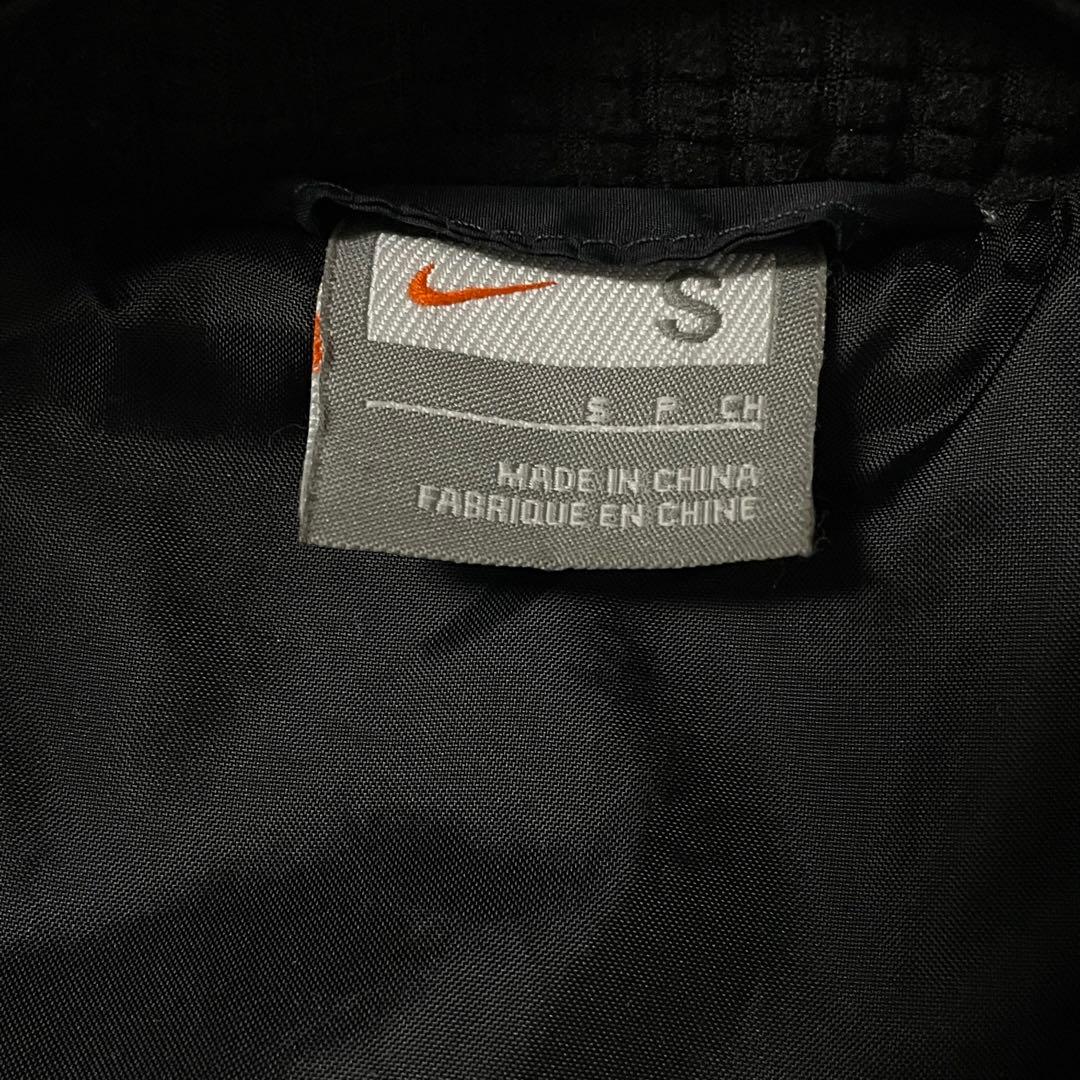 S
S P CH
MADE IN CHINA
FABRIQUE EN CHINE